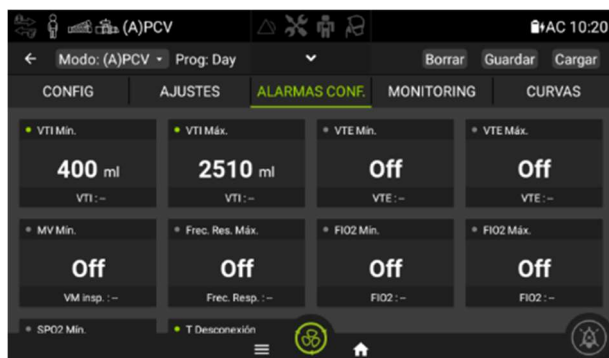 (A)PCV AC 10:20
Modo: (A)PCV Prog: Day Borrar Guardar Cargar
CONFIG AJUSTES ALARMAS CONF. MONITORING CURVAS
VTI Mín. VTI Máx. VTE Mín. VTE Máx.
400 ml 2510 ml Off Off
VTI :-- VTI :-- VTE :-- VTE :--
MV Mín. Frec. Res. Máx. FIO2 Mín. FIO2 Máx.
Off Off Off Off
VM insp. :-- Frec. Resp. :-- FIO2 :-- FIO2 :--
SPO2 Mín. T Desconexión